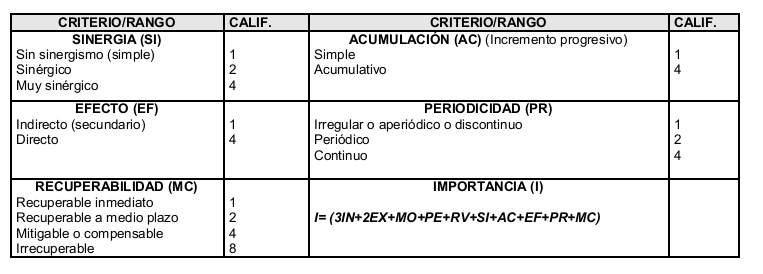 CRITERIO/RANGO CALIF. CRITERIO/RANGO CALIF.
SINERGIA (SI) ACUMULACIÓN (AC) (Incremento progresivo)
Sin sinergismo (simple) 1 Simple 1
Sinérgico 2 Acumulativo 4
Muy sinérgico 4
EFECTO (EF) PERIODICIDAD (PR)
Indirecto (secundario) 1 Irregular o aperiódico o discontinuo 1
Directo 4 Periódico 2
Continuo 4
RECUPERABILIDAD (MC) IMPORTANCIA (I)
Recuperable inmediato 1
Recuperable a medio plazo 2 I= (3IN+2EX+MO+PE+RV+SI+AC+EF+PR+MC)
Mitigable o compensable 4
Irrecuperable 8